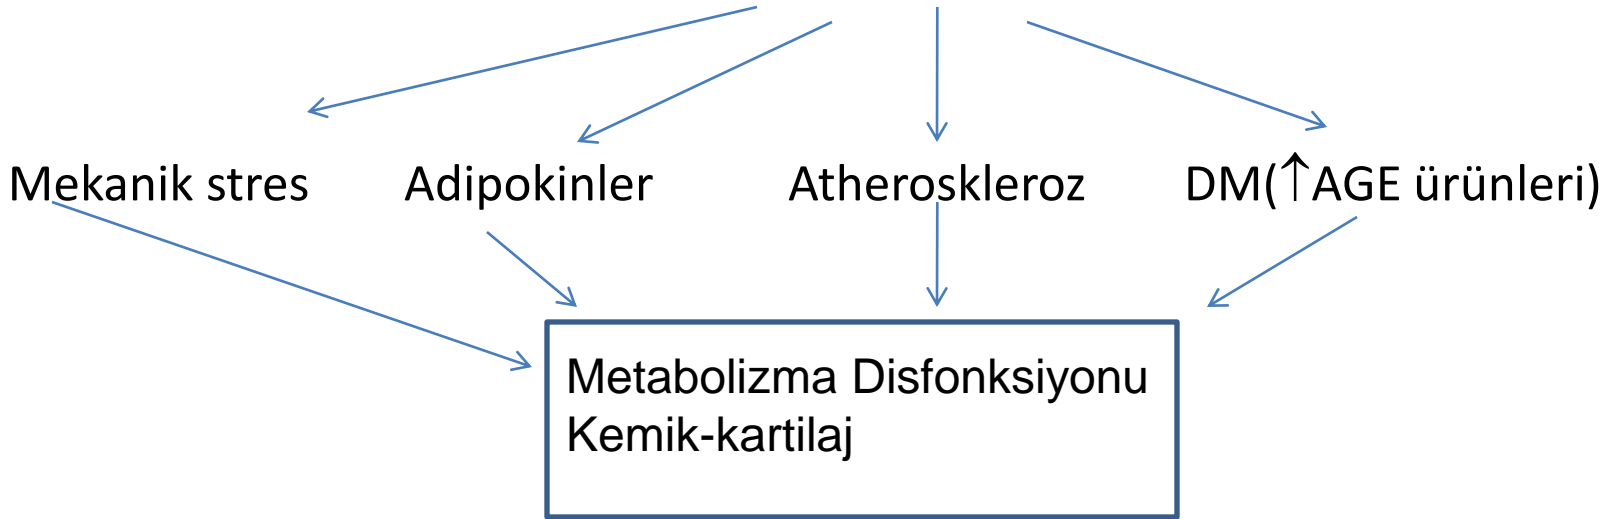 Mekanik stres Adipokinler Atheroskleroz DM(↑AGE ürünleri)
Metabolizma Disfonksiyonu
Kemik-kartilaj